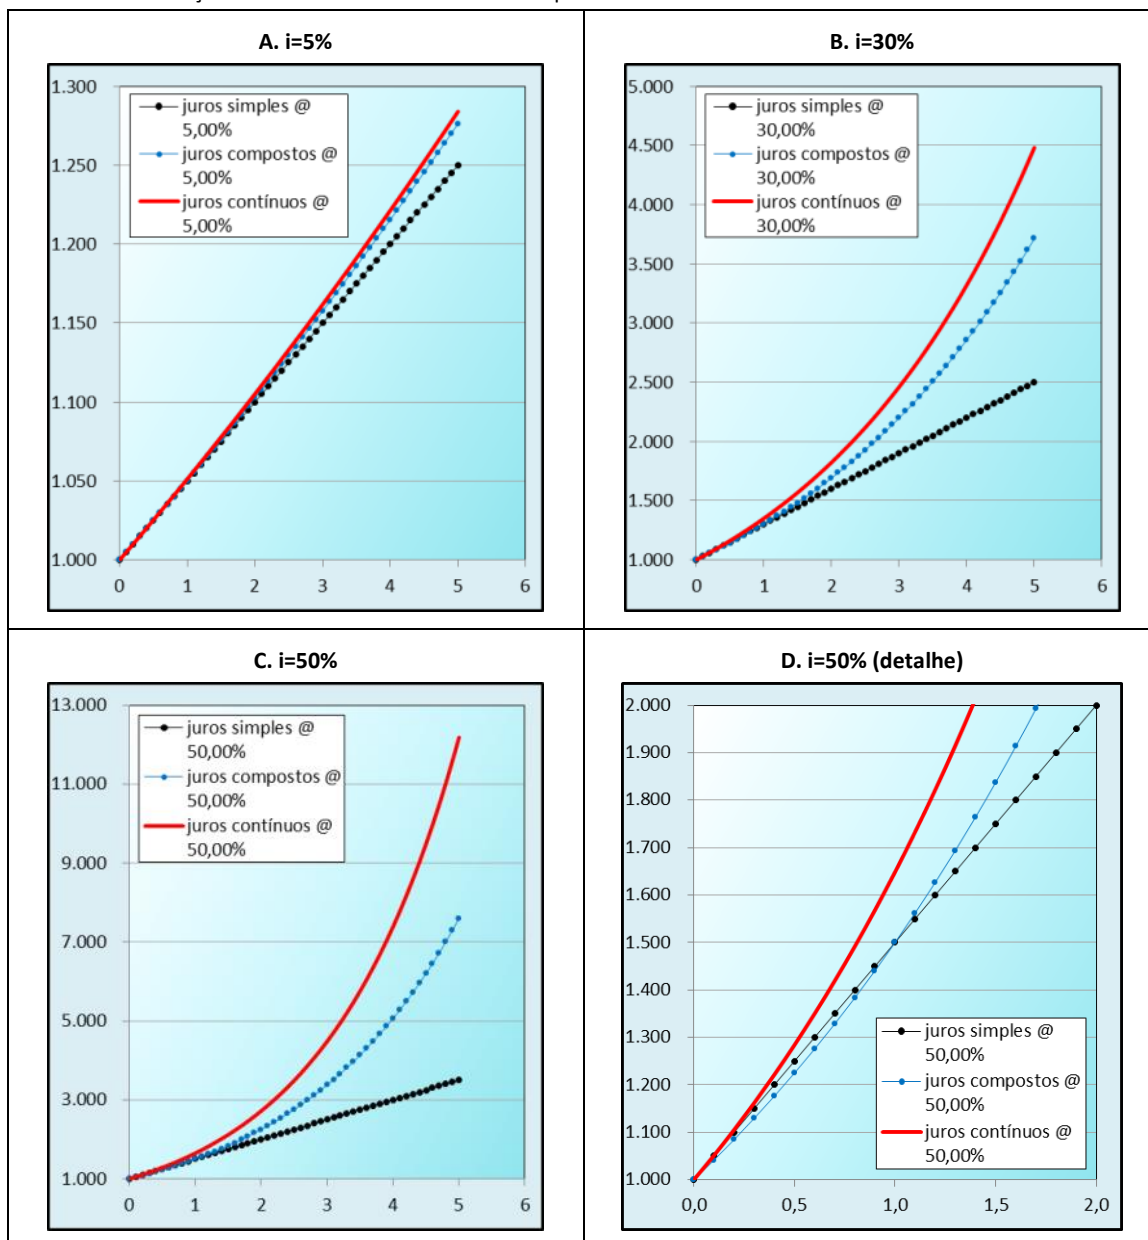 A. i=5%
1.300
1.250
1.200
1.150
1.100
1.050
1.000
0 1 2 3 4 5 6
juros simples @
5,00%
juros compostos @
5,00%
juros contínuos @
5,00%
B. i=30%
5.000
4.500
4.000
3.500
3.000
2.500
2.000
1.500
1.000
0 1 2 3 4 5 6
juros simples @
30,00%
juros compostos @
30,00%
juros contínuos @
30,00%
C. i=50%
13.000
11.000
9.000
7.000
5.000
3.000
1.000
0 1 2 3 4 5 6
juros simples @
50,00%
juros compostos @
50,00%
juros contínuos @
50,00%
D. i=50% (detalhe)
2.000
1.900
1.800
1.700
1.600
1.500
1.400
1.300
1.200
1.100
1.000
0,0 0,5 1,0 1,5 2,0
juros simples @
50,00%
juros compostos @
50,00%
juros contínuos @
50,00%